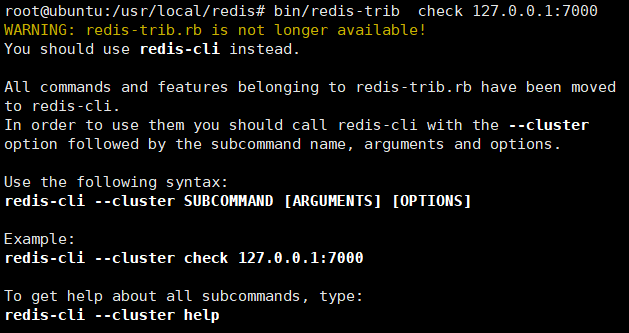 root@ubuntu:/usr/local/redis# bin/redis-trib  check 127.0.0.1:7000
WARNING: redis-trib.rb is not longer available!
You should use redis-cli instead.

All commands and features belonging to redis-trib.rb have been moved
to redis-cli.
In order to use them you should call redis-cli with the --cluster
option followed by the subcommand name, arguments and options.

Use the following syntax:
redis-cli --cluster SUBCOMMAND [ARGUMENTS] [OPTIONS]

Example:
redis-cli --cluster check 127.0.0.1:7000

To get help about all subcommands, type:
redis-cli --cluster help